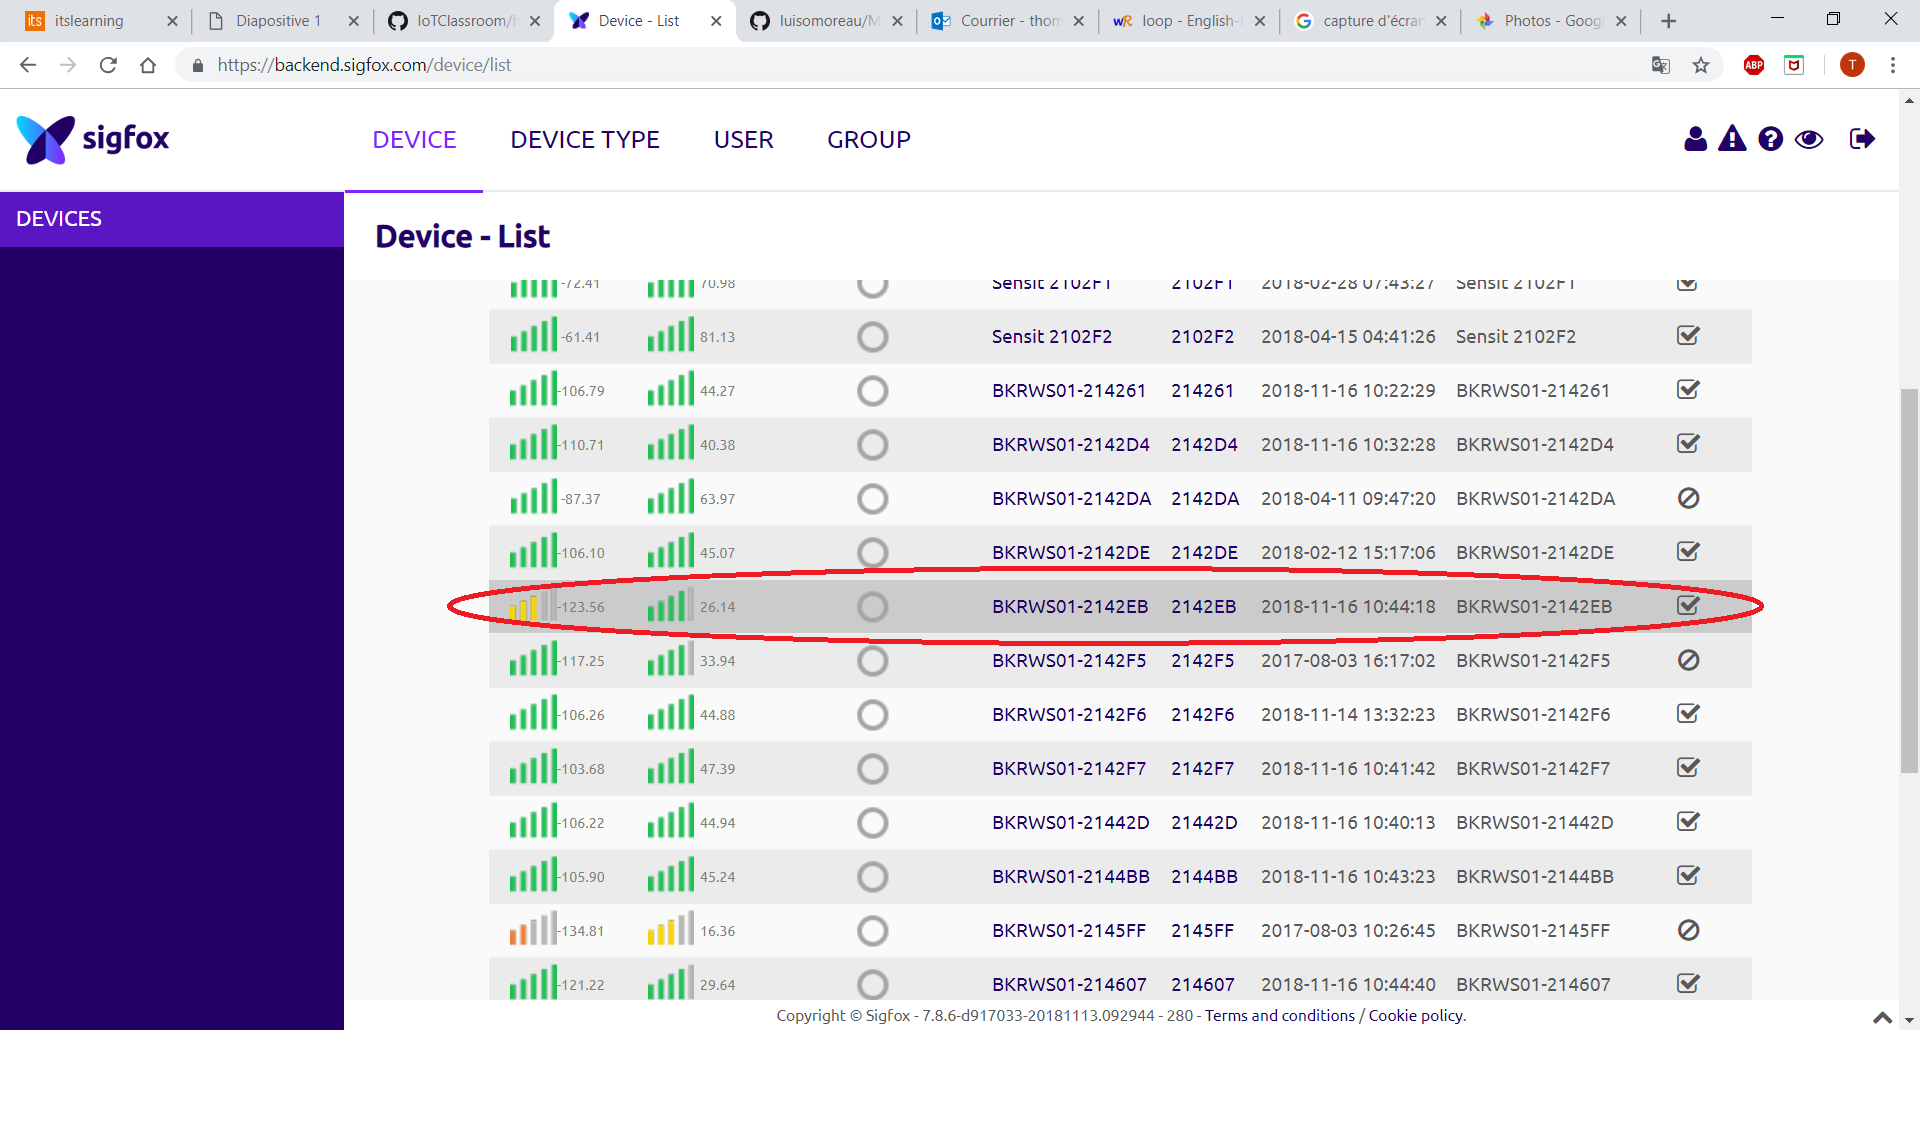 its itslearning Diapositive 1 IoTClassroom/ Device - List luisomoreau/M Courrier - thom wR loop - English- capture d'écran Photos - Goog
https://backend.sigfox.com/device/list ABP T
sigfox DEVICE DEVICE TYPE USER GROUP
DEVICES
Device - List
-72.41 70.98 Sensit 2102F1 2102F1 2018-02-28 07:43:27 Sensit 2102F1
-61.41 81.13 Sensit 2102F2 2102F2 2018-04-15 04:41:26 Sensit 2102F2
-106.79 44.27 BKRWS01-214261 214261 2018-11-16 10:22:29 BKRWS01-214261
-110.71 40.38 BKRWS01-2142D4 2142D4 2018-11-16 10:32:28 BKRWS01-2142D4
-87.37 63.97 BKRWS01-2142DA 2142DA 2018-04-11 09:47:20 BKRWS01-2142DA
-106.10 45.07 BKRWS01-2142DE 2142DE 2018-02-12 15:17:06 BKRWS01-2142DE
-123.56 26.14 BKRWS01-2142EB 2142EB 2018-11-16 10:44:18 BKRWS01-2142EB
-117.25 33.94 BKRWS01-2142F5 2142F5 2017-08-03 16:17:02 BKRWS01-2142F5
-106.26 44.88 BKRWS01-2142F6 2142F6 2018-11-14 13:32:23 BKRWS01-2142F6
-103.68 47.39 BKRWS01-2142F7 2142F7 2018-11-16 10:41:42 BKRWS01-2142F7
-106.22 44.94 BKRWS01-21442D 21442D 2018-11-16 10:40:13 BKRWS01-21442D
-105.90 45.24 BKRWS01-2144BB 2144BB 2018-11-16 10:43:23 BKRWS01-2144BB
-134.81 16.36 BKRWS01-2145FF 2145FF 2017-08-03 10:26:45 BKRWS01-2145FF
-121.22 29.64 BKRWS01-214607 214607 2018-11-16 10:44:40 BKRWS01-214607
Copyright © Sigfox - 7.8.6-d917033-20181113.092944 - 280 - Terms and conditions / Cookie policy.